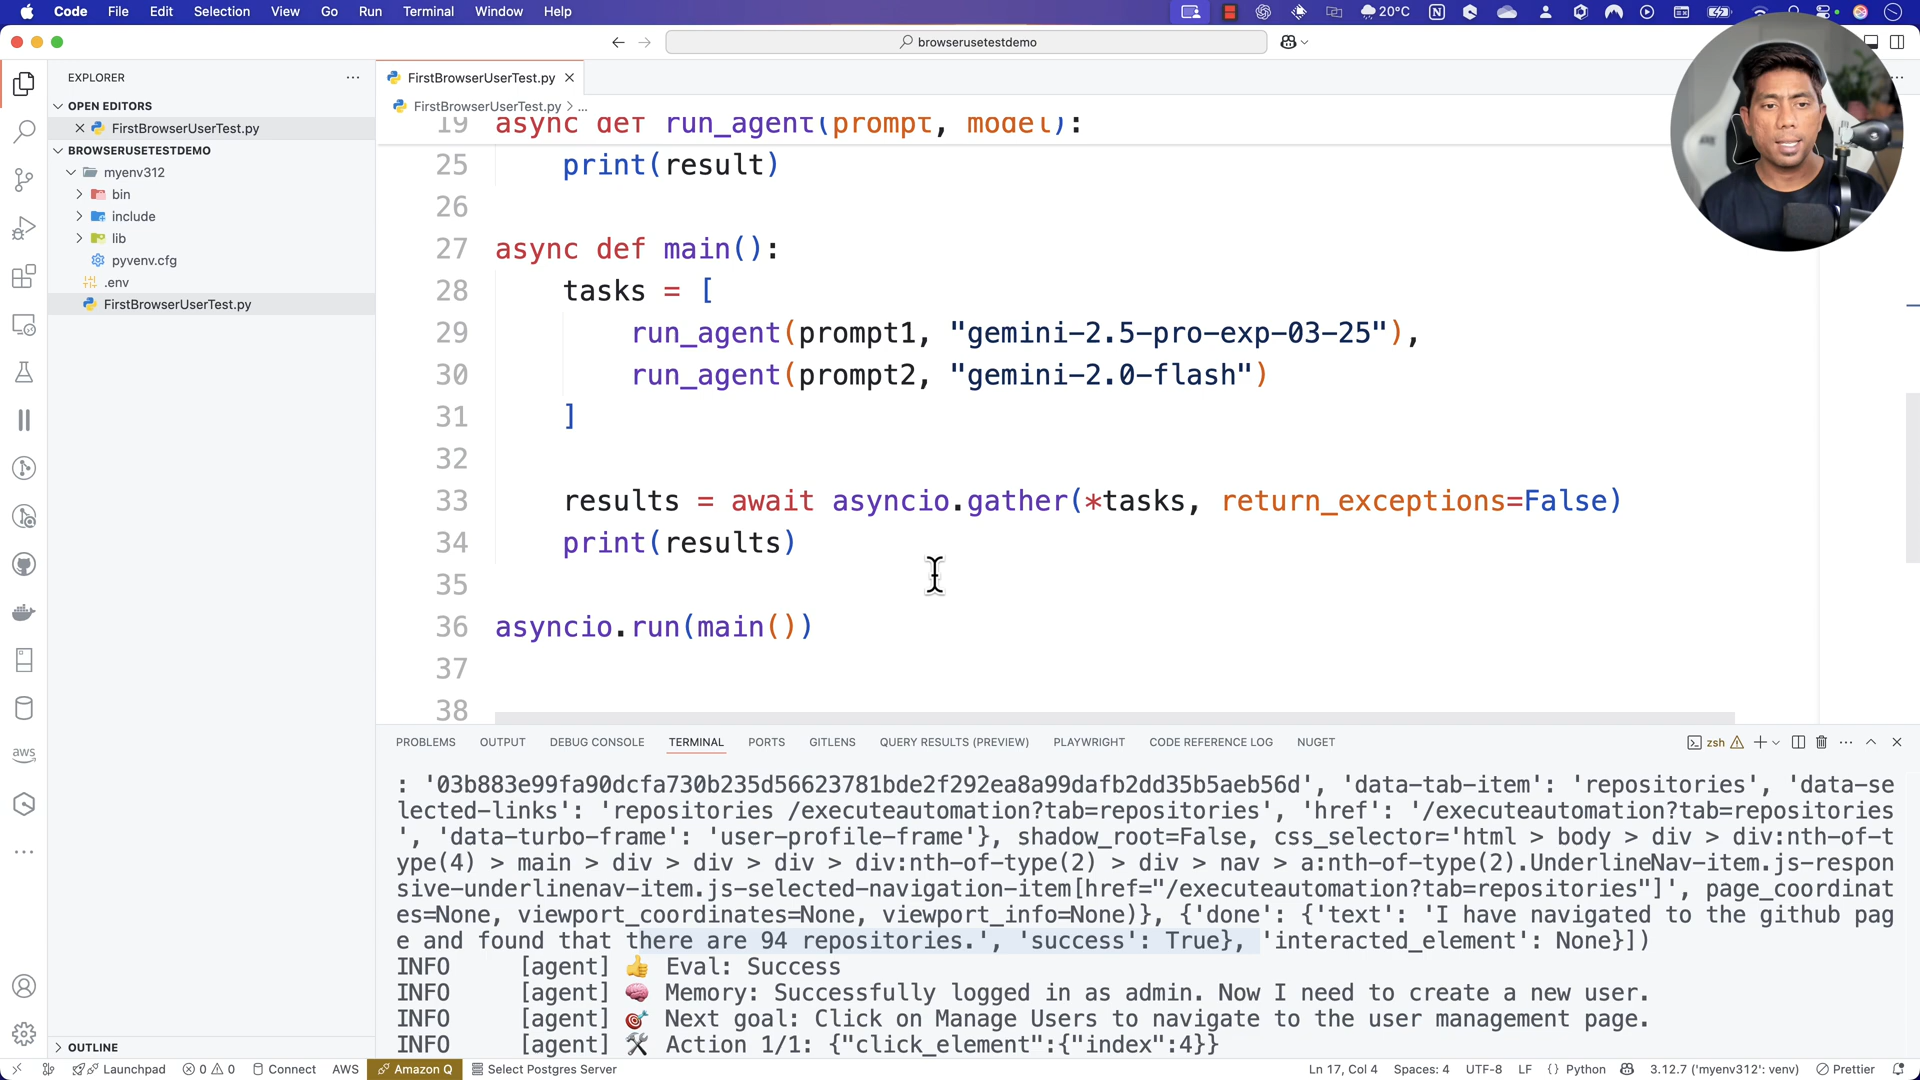 Code File Edit Selection View Go Run Terminal Window Help
20°C
browserusetestdemo
EXPLORER
OPEN EDITORS
FirstBrowserUserTest.py
BROWSERUSETESTDEMO
myenv312
bin
include
lib
pyvenv.cfg
.env
FirstBrowserUserTest.py
OUTLINE
FirstBrowserUserTest.py
FirstBrowserUserTest.py > ...
19 async def run_agent(prompt, model):
25 print(result)
26
27 async def main():
28 tasks = [
29 run_agent(prompt1, "gemini-2.5-pro-exp-03-25"),
30 run_agent(prompt2, "gemini-2.0-flash")
31 ]
32
33 results = await asyncio.gather(*tasks, return_exceptions=False)
34 print(results)
35
36 asyncio.run(main())
37
38
PROBLEMS OUTPUT DEBUG CONSOLE TERMINAL PORTS GITLENS QUERY RESULTS (PREVIEW) PLAYWRIGHT CODE REFERENCE LOG NUGET
zsh
: '03b883e99fa90dcfa730b235d56623781bde2f292ea8a99dafb2dd35b5aeb56d', 'data-tab-item': 'repositories', 'data-se
lected-links': 'repositories /executeautomation?tab=repositories', 'href': '/executeautomation?tab=repositories
', 'data-turbo-frame': 'user-profile-frame'}, shadow_root=False, css_selector='html > body > div > div:nth-of-t
ype(4) > main > div > div > div > div:nth-of-type(2) > div > nav > a:nth-of-type(2).UnderlineNav-item.js-respon
sive-underlinenav-item.js-selected-navigation-item[href="/executeautomation?tab=repositories"]', page_coordinat
es=None, viewport_coordinates=None, viewport_info=None)}, {'done': {'text': 'I have navigated to the github pag
e and found that there are 94 repositories.', 'success': True}, 'interacted_element': None}])
INFO [agent] 👍 Eval: Success
INFO [agent] 🧠 Memory: Successfully logged in as admin. Now I need to create a new user.
INFO [agent] 🎯 Next goal: Click on Manage Users to navigate to the user management page.
INFO [agent] 🛠 Action 1/1: {"click_element":{"index":4}}
aws
Launchpad 0 0 Connect AWS Amazon Q Select Postgres Server Ln 17, Col 4 Spaces: 4 UTF-8 LF {} Python 3.12.7 ('myenv312': venv) Prettier